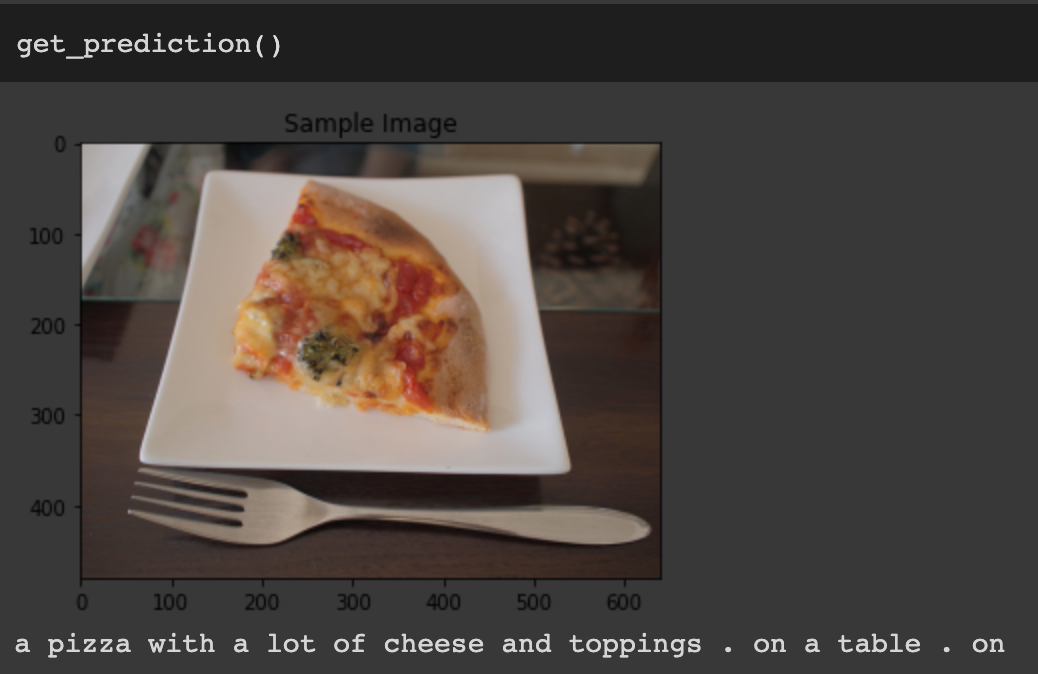 get_prediction()
Sample Image
0
100
200
300
400
0 100 200 300 400 500 600
a pizza with a lot of cheese and toppings . on a table . on